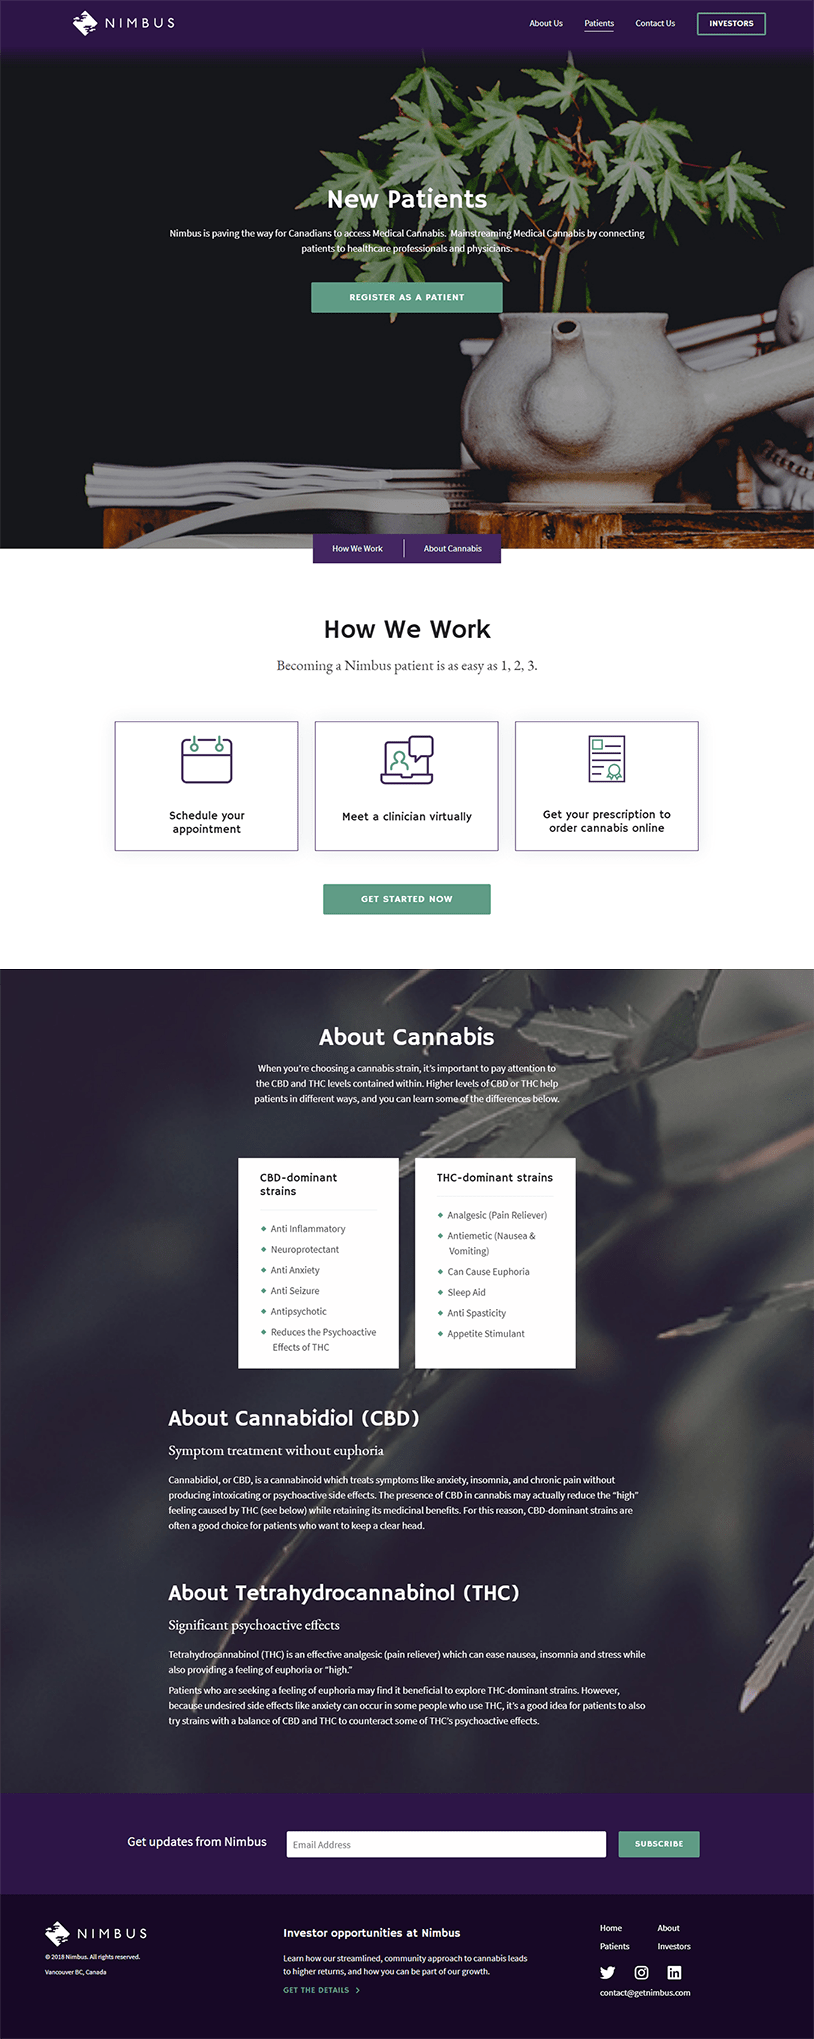 NIMBUS
About Us
Patients
Contact Us
INVESTORS
New Patients
Nimbus is paving the way for Canadians to access Medical Cannabis. Mainstreaming Medical Cannabis by connecting
patients to healthcare professionals and physicians.
REGISTER AS A PATIENT
How We Work
About Cannabis
How We Work
Becoming a Nimbus patient is as easy as 1, 2, 3.
Schedule your
appointment
Meet a clinician virtually
Get your prescription to
order cannabis online
GET STARTED NOW
About Cannabis
When you're choosing a cannabis strain, it's important to pay attention to
the CBD and THC levels contained within. Higher levels of CBD or THC help
patients in different ways, and you can learn some of the differences below.
CBD-dominant
strains
Anti Inflammatory
Neuroprotectant
Anti Anxiety
Anti Seizure
Antipsychotic
Reduces the Psychoactive
Effects of THC
THC-dominant strains
Analgesic (Pain Reliever)
Antiemetic (Nausea &
Vomiting)
Can Cause Euphoria
Sleep Aid
Anti Spasticity
Appetite Stimulant
About Cannabidiol (CBD)
Symptom treatment without euphoria
Cannabidiol, or CBD, is a cannabinoid which treats symptoms like anxiety, insomnia, and chronic pain without
producing intoxicating or psychoactive side effects. The presence of CBD in cannabis may actually reduce the "high"
feeling caused by THC (see below) while retaining its medicinal benefits. For this reason, CBD-dominant strains are
often a good choice for patients who want to keep a clear head.
About Tetrahydrocannabinol (THC)
Significant psychoactive effects
Tetrahydrocannabinol (THC) is an effective analgesic (pain reliever) which can ease nausea, insomnia and stress while
also providing a feeling of euphoria or "high."
Patients who are seeking a feeling of euphoria may find it beneficial to explore THC-dominant strains. However,
because undesired side effects like anxiety can occur in some people who use THC, it's a good idea for patients to also
try strains with a balance of CBD and THC to counteract some of THC's psychoactive effects.
Get updates from Nimbus
Email Address
SUBSCRIBE
NIMBUS
© 2018 Nimbus. All rights reserved.
Vancouver BC, Canada
Investor opportunities at Nimbus
Learn how our streamlined, community approach to cannabis leads
to higher returns, and how you can be part of our growth.
GET THE DETAILS >
Home
About
Patients
Investors
contact@getnimbus.com